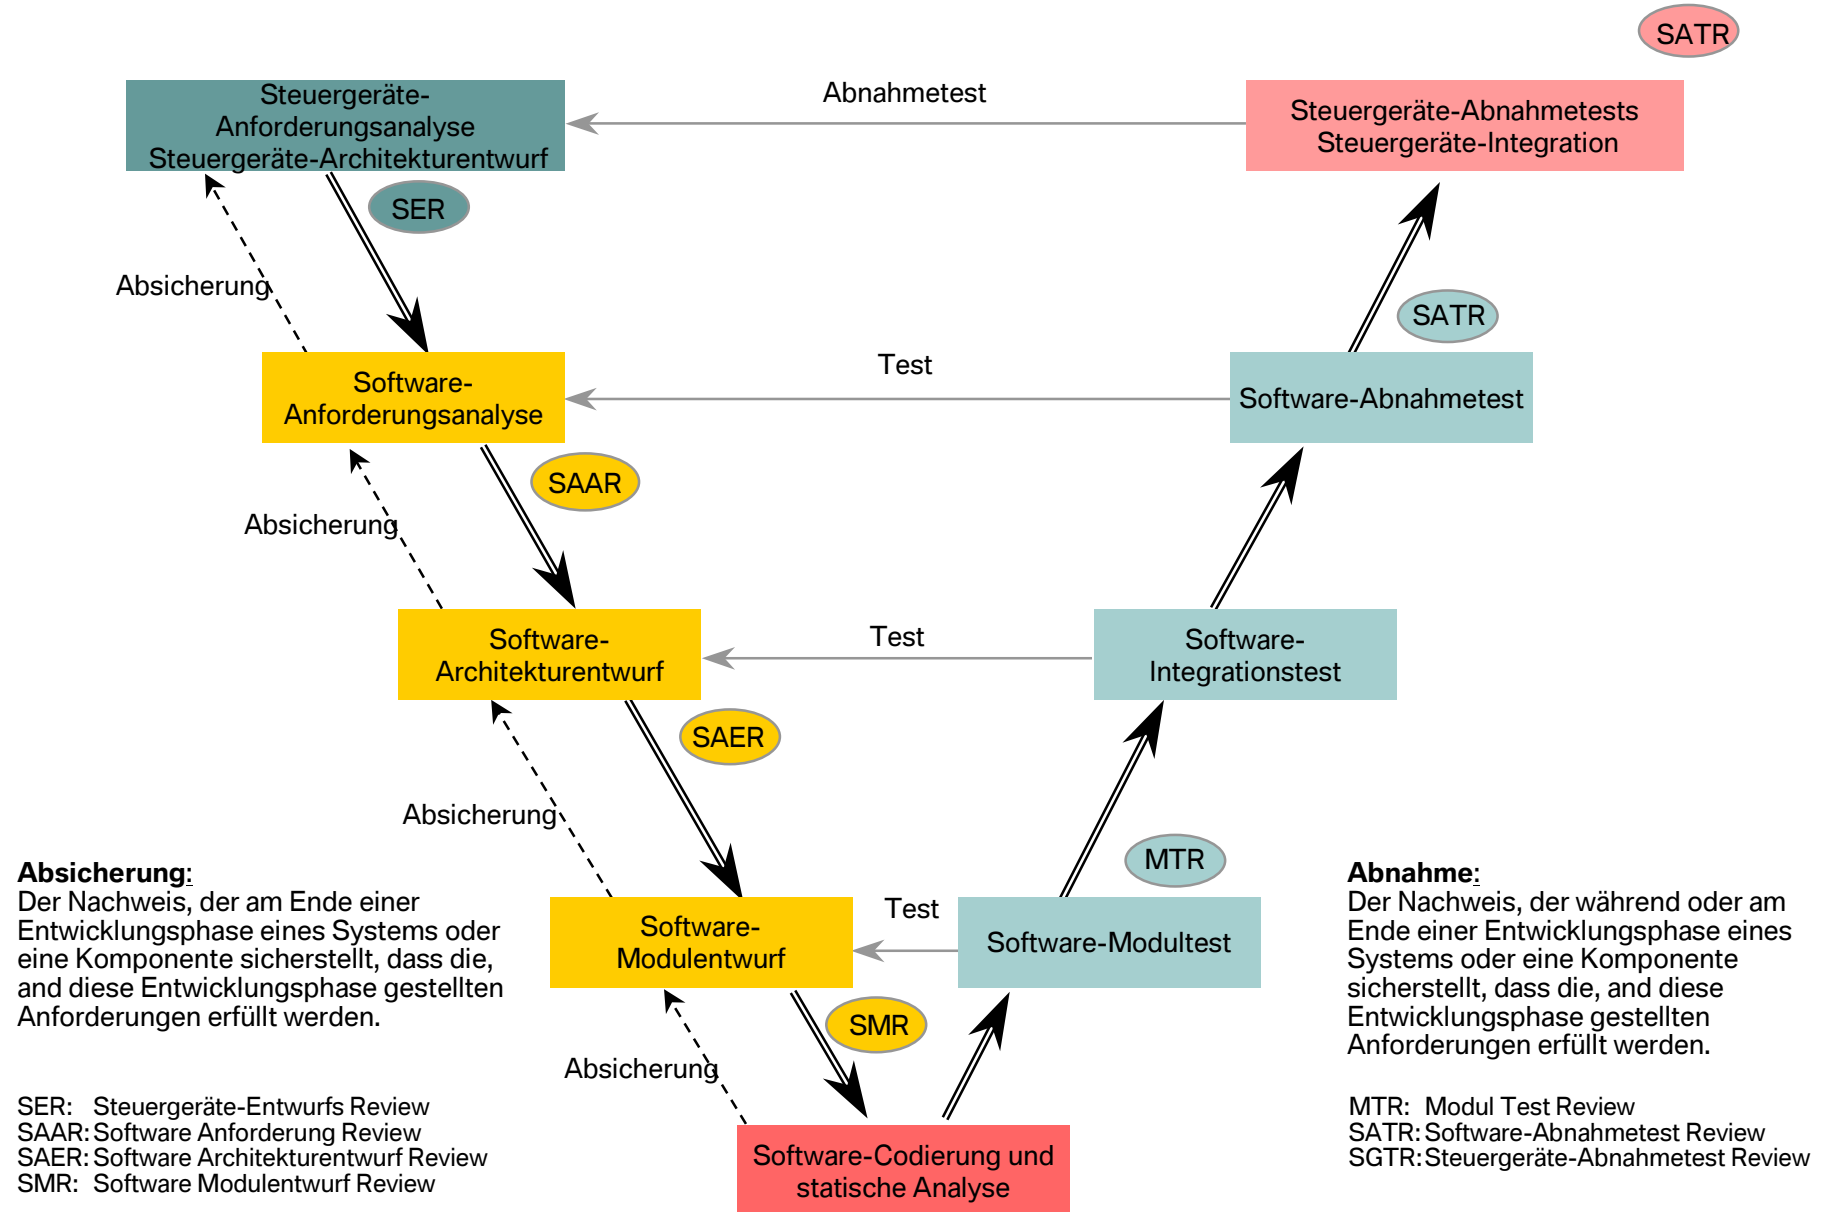 SATR
Steuergeräte-
Anforderungsanalyse
Steuergeräte-Architekturentwurf
Abnahmetest
Steuergeräte-Abnahmetests
Steuergeräte-Integration
SER
Absicherung
SATR
Software-
Anforderungsanalyse
Test
Software-Abnahmetest
SAAR
Absicherung
Software-
Architekturentwurf
Test
Software-
Integrationstest
SAER
Absicherung
MTR
Software-
Modulentwurf
Test
Software-Modultest
SMR
Absicherung
Software-Codierung und
statische Analyse
Absicherung:
Der Nachweis, der am Ende einer
Entwicklungsphase eines Systems oder
eine Komponente sicherstellt, dass die,
and diese Entwicklungsphase gestellten
Anforderungen erfüllt werden.
SER: Steuergeräte-Entwurfs Review
SAAR: Software Anforderung Review
SAER: Software Architekturentwurf Review
SMR: Software Modulentwurf Review
Abnahme:
Der Nachweis, der während oder am
Ende einer Entwicklungsphase eines
Systems oder eine Komponente
sicherstellt, dass die, and diese
Entwicklungsphase gestellten
Anforderungen erfüllt werden.
MTR: Modul Test Review
SATR: Software-Abnahmetest Review
SGTR: Steuergeräte-Abnahmetest Review